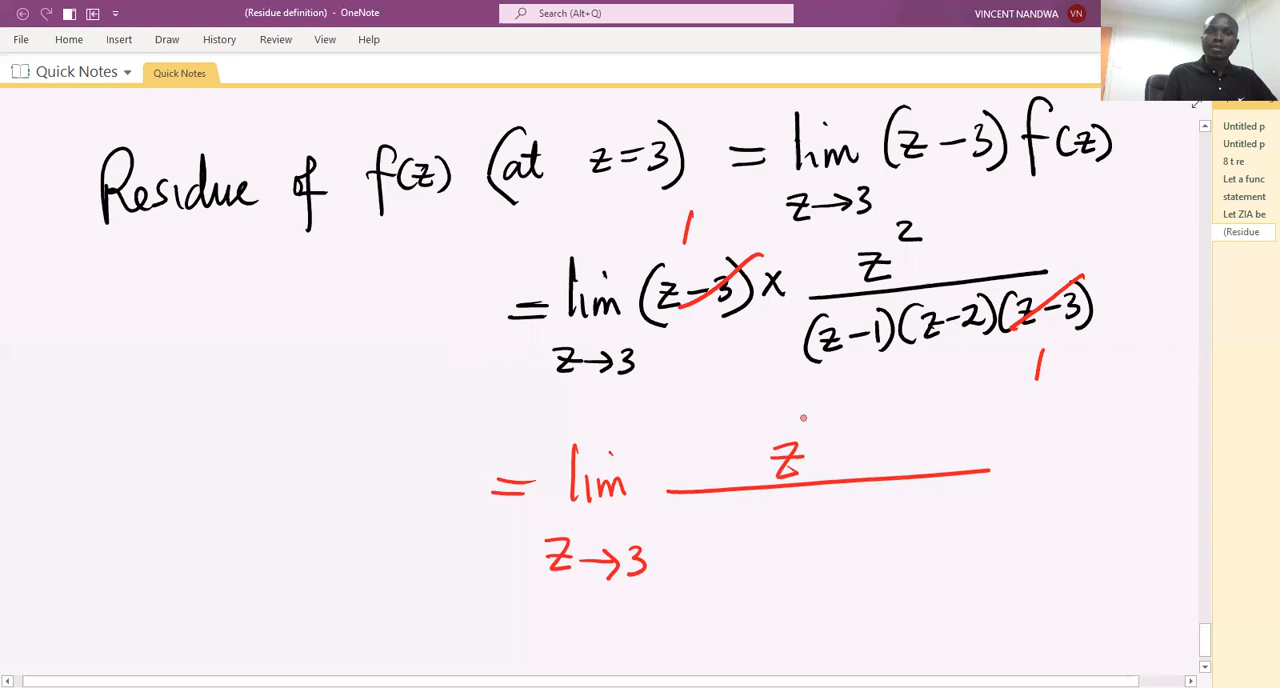 (Residue definition) - OneNote
Search (Alt+Q)
VINCENT NANDWA VN
File Home Insert Draw History Review View Help
Quick Notes
Quick Notes
Untitled p
Untitled p
8 t re
Let a func
statement
Let ZIA be
(Residue
Residue of f(z) (at z=3) = lim (z-3) f(z)
z→3
1
= lim (z-3) x z²
z→3
(z-1)(z-2)(z-3)
1
= lim z
z→3